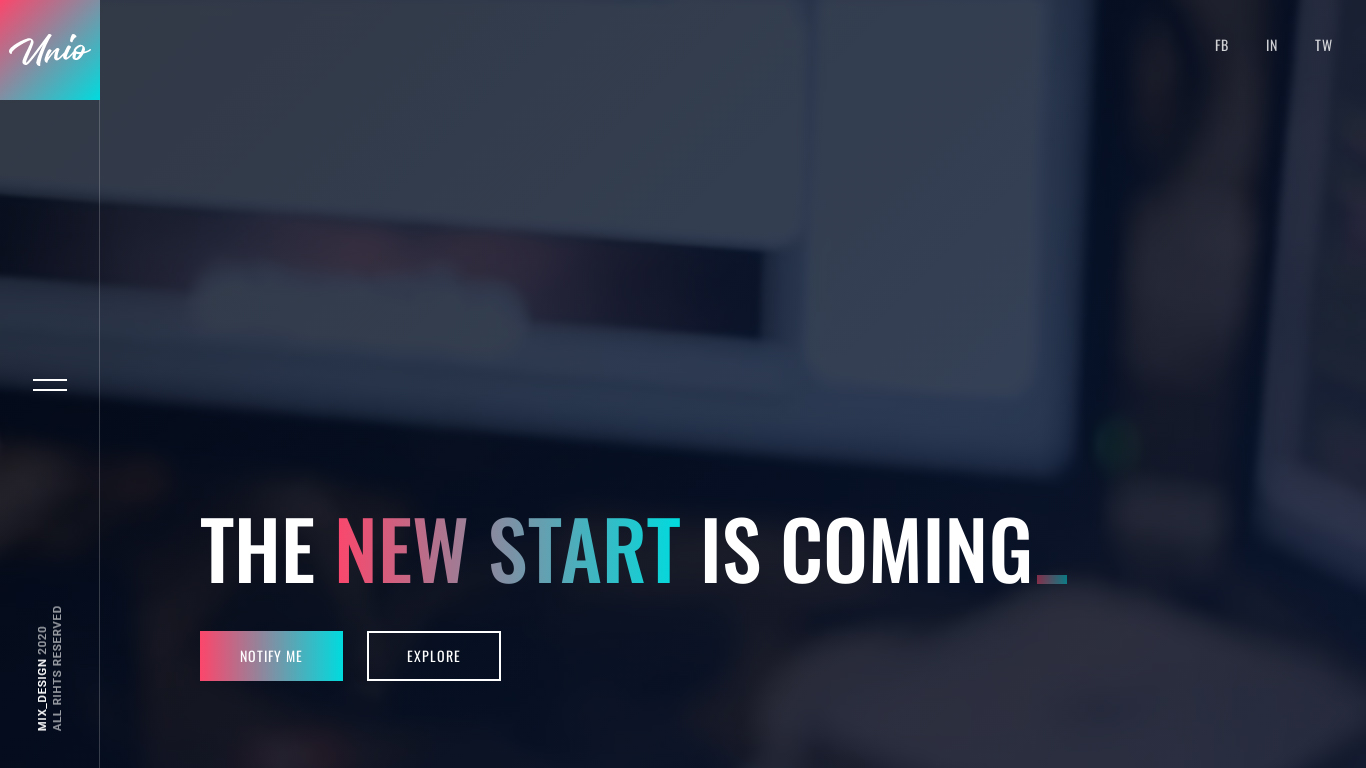 Unio
FB IN TW
THE NEW START IS COMING_
NOTIFY ME EXPLORE
MIX_DESIGN 2020
ALL RIHTS RESERVED